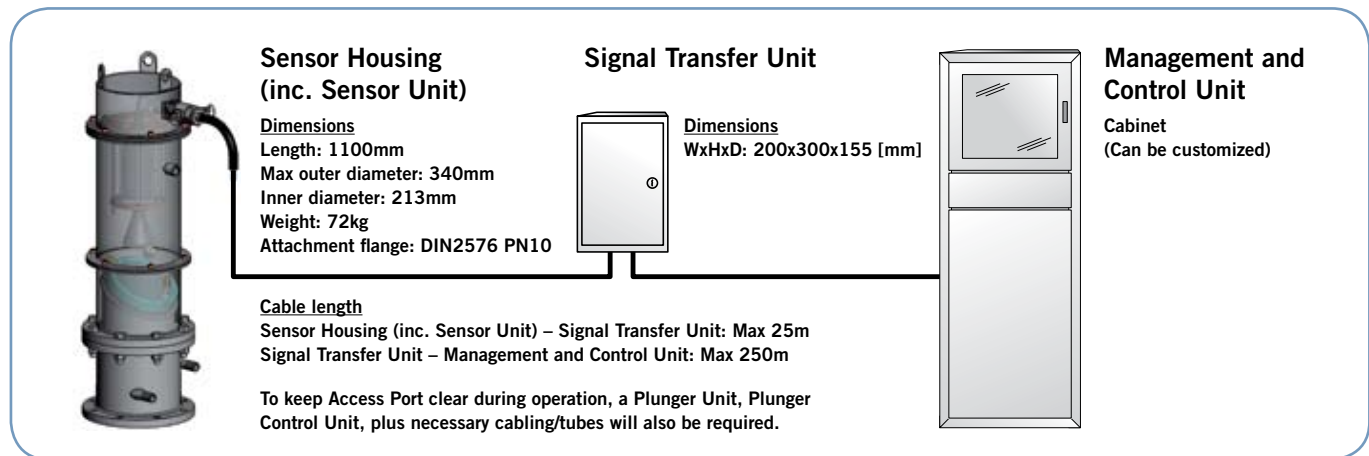 Sensor Housing
(inc. Sensor Unit)
Dimensions
Length: 1100mm
Max outer diameter: 340mm
Inner diameter: 213mm
Weight: 72kg
Attachment flange: DIN2576 PN10
Signal Transfer Unit
Dimensions
WxHxD: 200x300x155 [mm]
Management and
Control Unit
Cabinet
(Can be customized)
Cable length
Sensor Housing (inc. Sensor Unit) – Signal Transfer Unit: Max 25m
Signal Transfer Unit – Management and Control Unit: Max 250m
To keep Access Port clear during operation, a Plunger Unit, Plunger
Control Unit, plus necessary cabling/tubes will also be required.